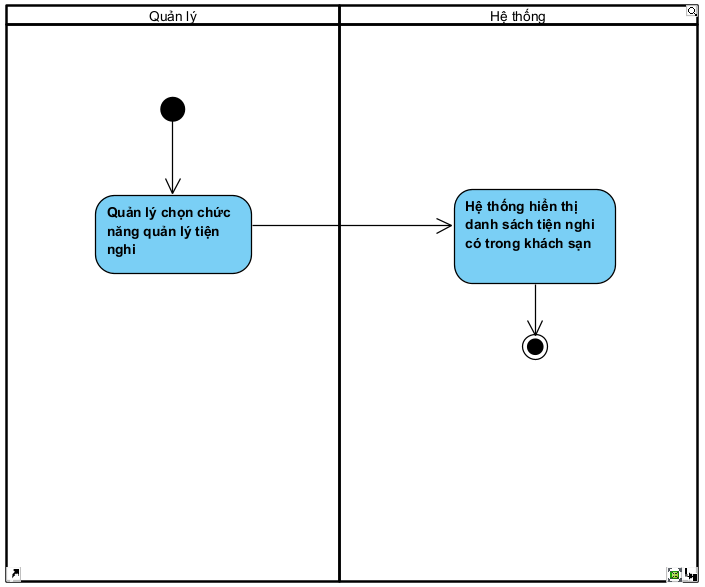 Quản lý
Hệ thống
Quản lý chọn chức
năng quản lý tiện
nghi
Hệ thống hiển thị
danh sách tiện nghi
có trong khách sạn